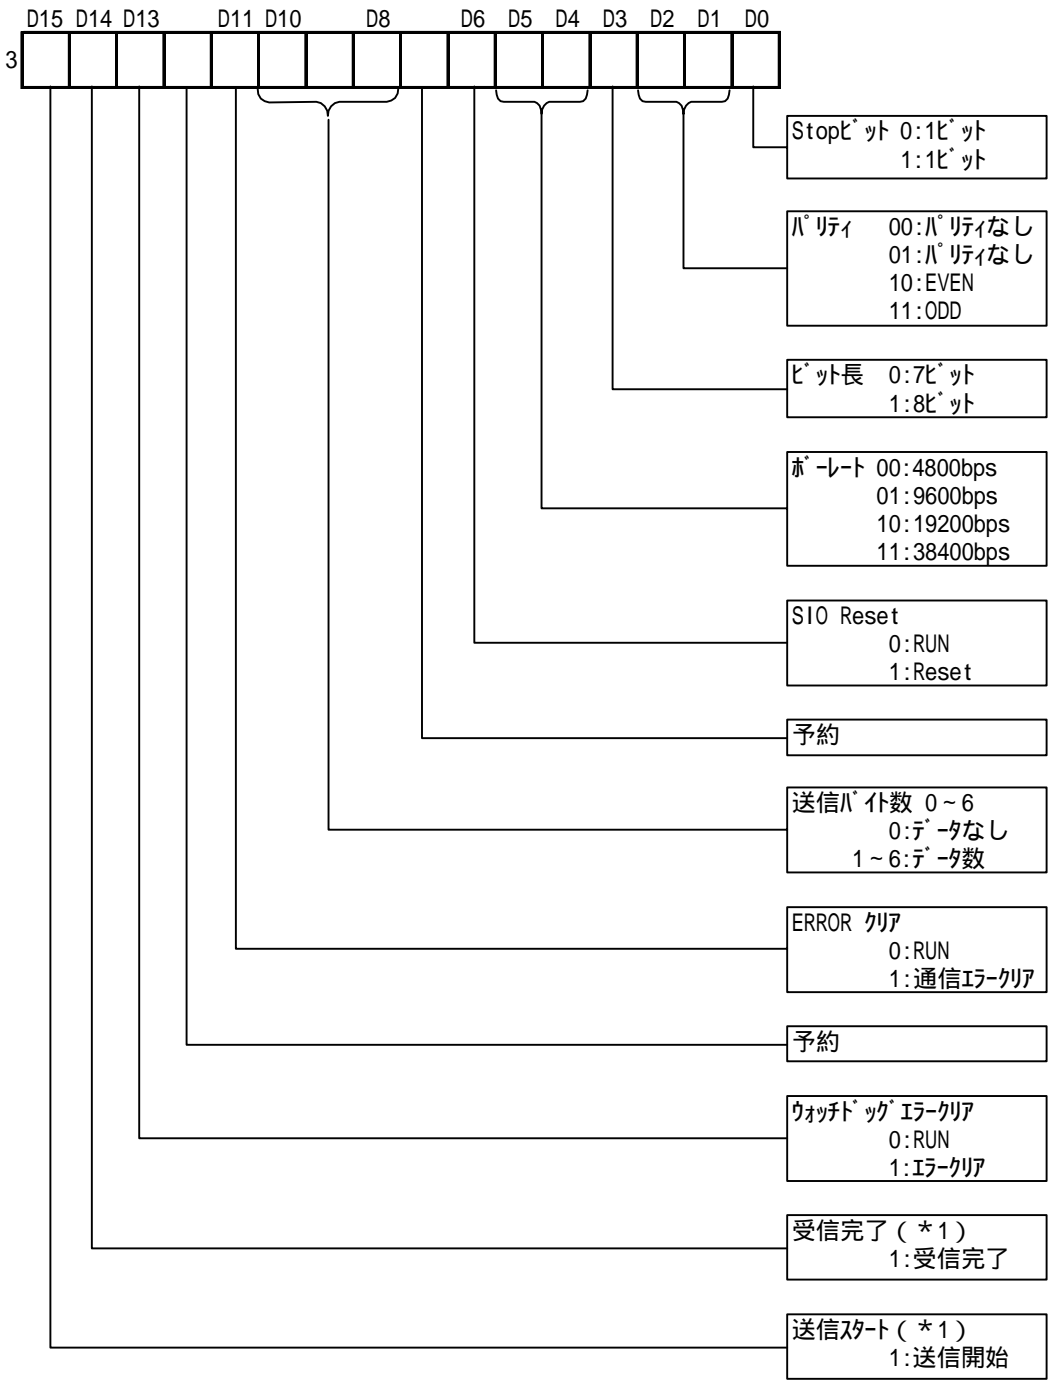 D15 D14 D13 D11 D10 D8 D6 D5 D4 D3 D2 D1 D0
3
Stopﾋﾞｯﾄ 0:1ﾋﾞｯﾄ
1:1ﾋﾞｯﾄ
ﾊﾟﾘﾃｨ 00:ﾊﾟﾘﾃｨなし
01:ﾊﾟﾘﾃｨなし
10:EVEN
11:ODD
ﾋﾞｯﾄ長 0:7ﾋﾞｯﾄ
1:8ﾋﾞｯﾄ
ﾎﾞｰﾚｰﾄ 00:4800bps
01:9600bps
10:19200bps
11:38400bps
SIO Reset
0:RUN
1:Reset
予約
送信ﾊﾞｲﾄ数 0~6
0:ﾃﾞｰﾀなし
1~6:ﾃﾞｰﾀ数
ERROR ｸﾘｱ
0:RUN
1:通信ｴﾗｰｸﾘｱ
予約
ｳｫｯﾁﾄﾞｯｸﾞｴﾗｰｸﾘｱ
0:RUN
1:ｴﾗｰｸﾘｱ
受信完了(*1)
1:受信完了
送信ｽﾀｰﾄ(*1)
1:送信開始